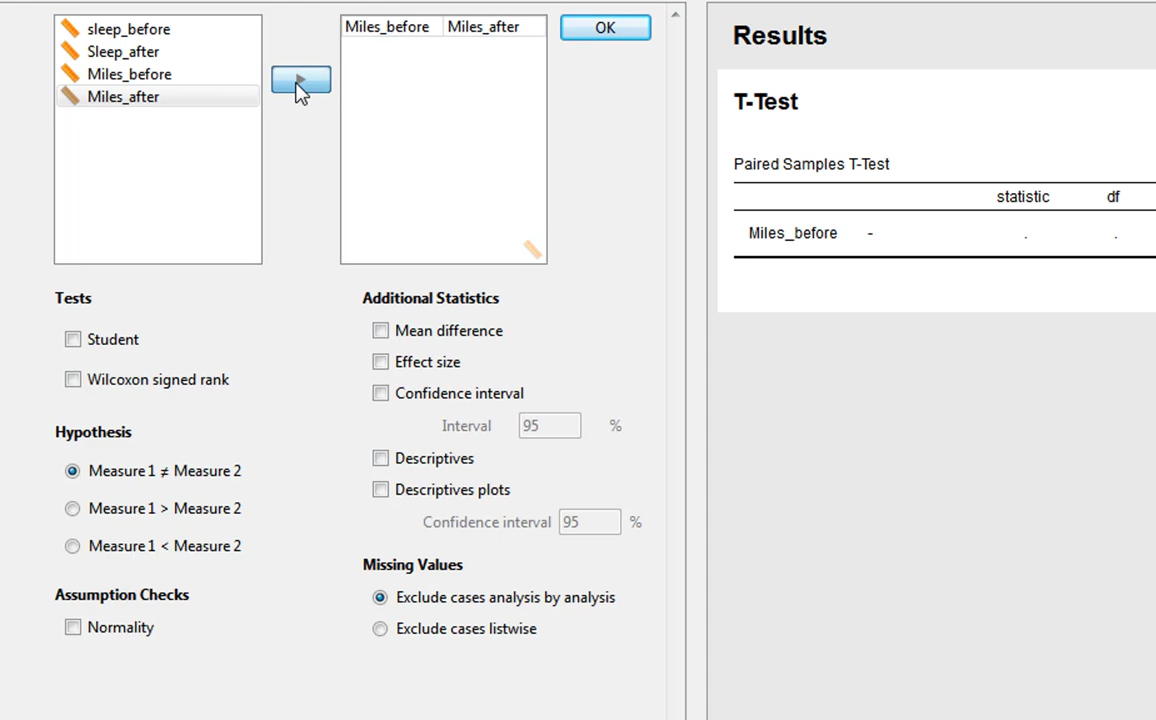 sleep_before
Sleep_after
Miles_before
Miles_after
Miles_before Miles_after
OK
Tests
Student
Wilcoxon signed rank
Hypothesis
Measure 1 ≠ Measure 2
Measure 1 > Measure 2
Measure 1 < Measure 2
Assumption Checks
Normality
Additional Statistics
Mean difference
Effect size
Confidence interval
Interval 95 %
Descriptives
Descriptives plots
Confidence interval 95 %
Missing Values
Exclude cases analysis by analysis
Exclude cases listwise
Results
T-Test
Paired Samples T-Test
statistic df
Miles_before - . .